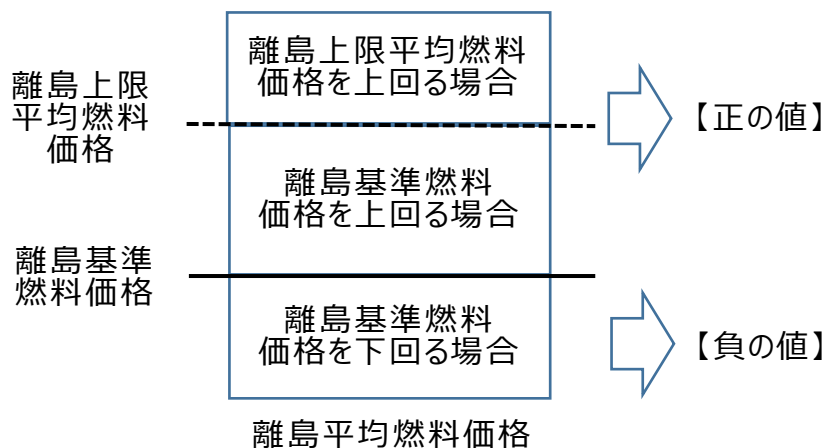 離島上限平均燃料
価格を上回る場合
離島上限
平均燃料
価格
【正の値】
離島基準燃料
価格を上回る場合
離島基準
燃料価格
離島基準燃料
価格を下回る場合
【負の値】
離島平均燃料価格